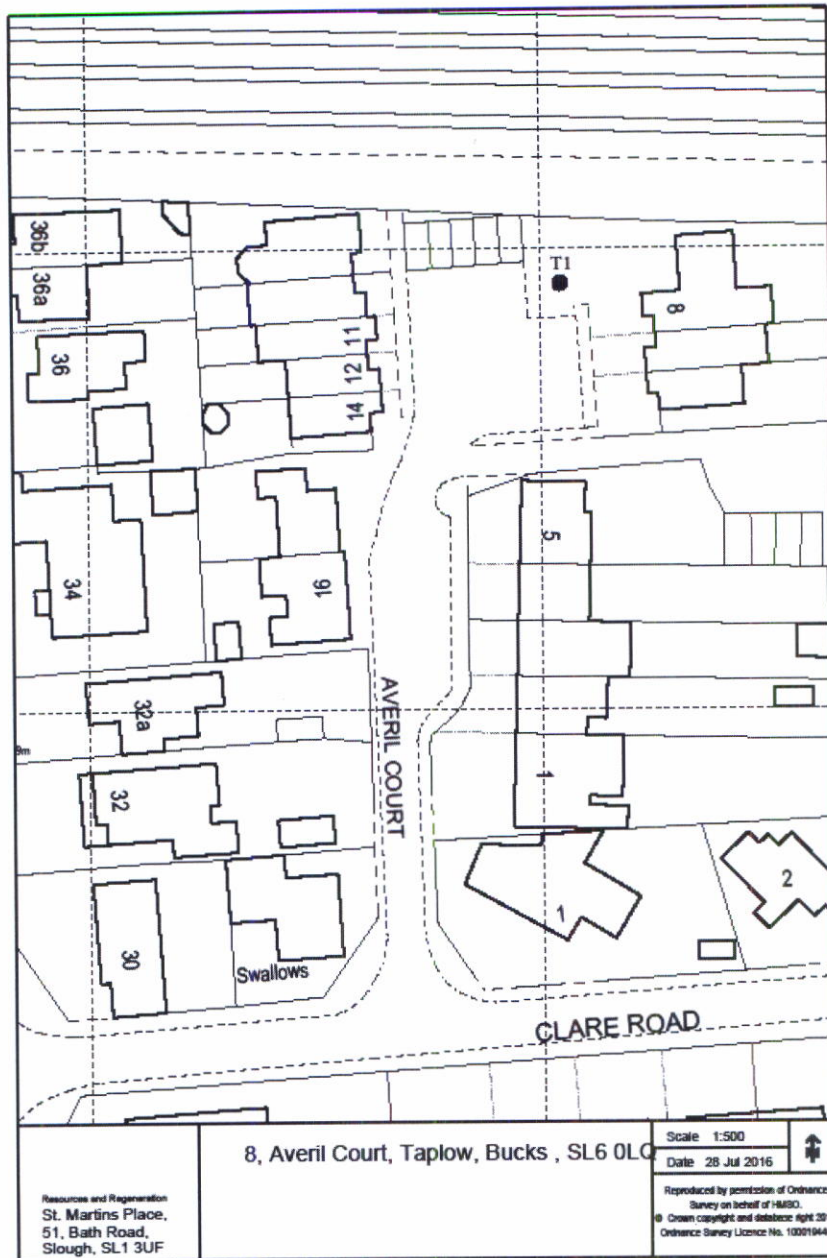 36b
36a
36
11
12
14
T1
8
5
34
16
32a
AVERIL COURT
32
1
1
2
30
Swallows
CLARE ROAD
9m
8, Averil Court, Taplow, Bucks , SL6 0LQ
Scale 1:500
Date 28 Jul 2016
Resources and Regeneration
St. Martins Place,
51, Bath Road,
Slough, SL1 3UF
Reproduced by permission of Ordnance
Survey on behalf of HMSO.
© Crown copyright and database right 20
Ordnance Survey Licence No. 10001944